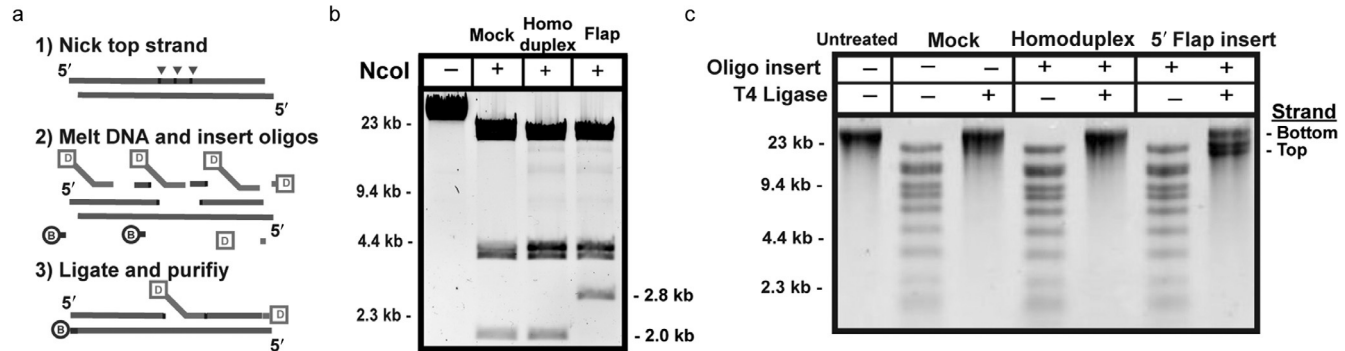 a
1) Nick top strand
5′
5′
2) Melt DNA and insert oligos
D D D
5′ D
5′
B B D
3) Ligate and purifiy
5′ D
D
B
b
Mock Homo duplex Flap
NcoI – + + +
23 kb -
9.4 kb -
4.4 kb -
2.3 kb -
- 2.8 kb
- 2.0 kb
c
Untreated Mock Homoduplex 5′ Flap insert
Oligo insert – – – + + + +
T4 Ligase – – + – + – +
Strand
- Bottom
- Top
23 kb -
9.4 kb -
4.4 kb -
2.3 kb -